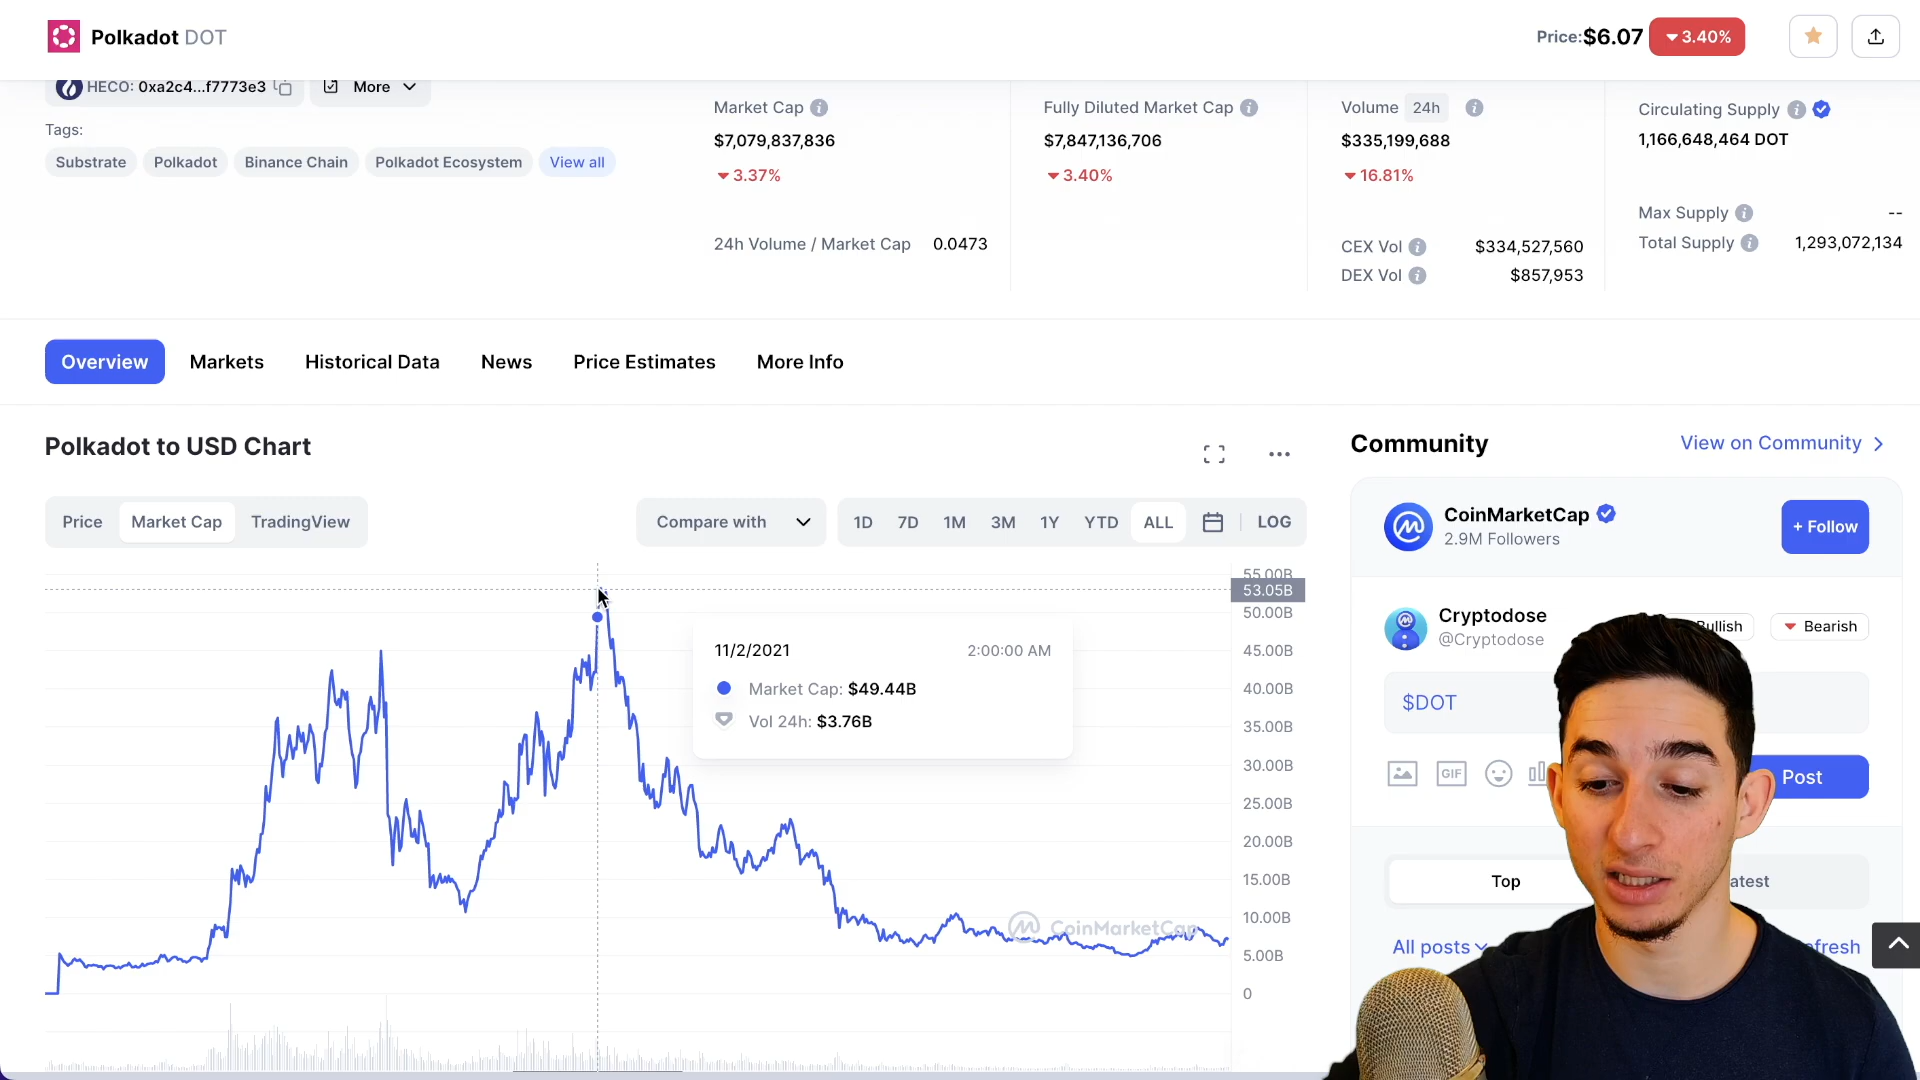 Polkadot DOT
Price: $6.07 3.40%
HECO: 0xa2c4...f7773e3 More
Tags:
Substrate Polkadot Binance Chain Polkadot Ecosystem View all
Market Cap
$7,079,837,836
3.37%
24h Volume / Market Cap 0.0473
Fully Diluted Market Cap
$7,847,136,706
3.40%
Volume 24h
$335,199,688
16.81%
CEX Vol $334,527,560
DEX Vol $857,953
Circulating Supply
1,166,648,464 DOT
Max Supply --
Total Supply 1,293,072,134
Overview Markets Historical Data News Price Estimates More Info
Polkadot to USD Chart
Price Market Cap TradingView
Compare with
1D 7D 1M 3M 1Y YTD ALL LOG
55.00B
53.05B
50.00B
45.00B
40.00B
35.00B
30.00B
25.00B
20.00B
15.00B
10.00B
5.00B
0
11/2/2021 2:00:00 AM
Market Cap: $49.44B
Vol 24h: $3.76B
CoinMarketCap
Community
View on Community
CoinMarketCap
2.9M Followers
+ Follow
Cryptodose
@Cryptodose
Bullish Bearish
$DOT
GIF
Post
Top atest
All posts efresh